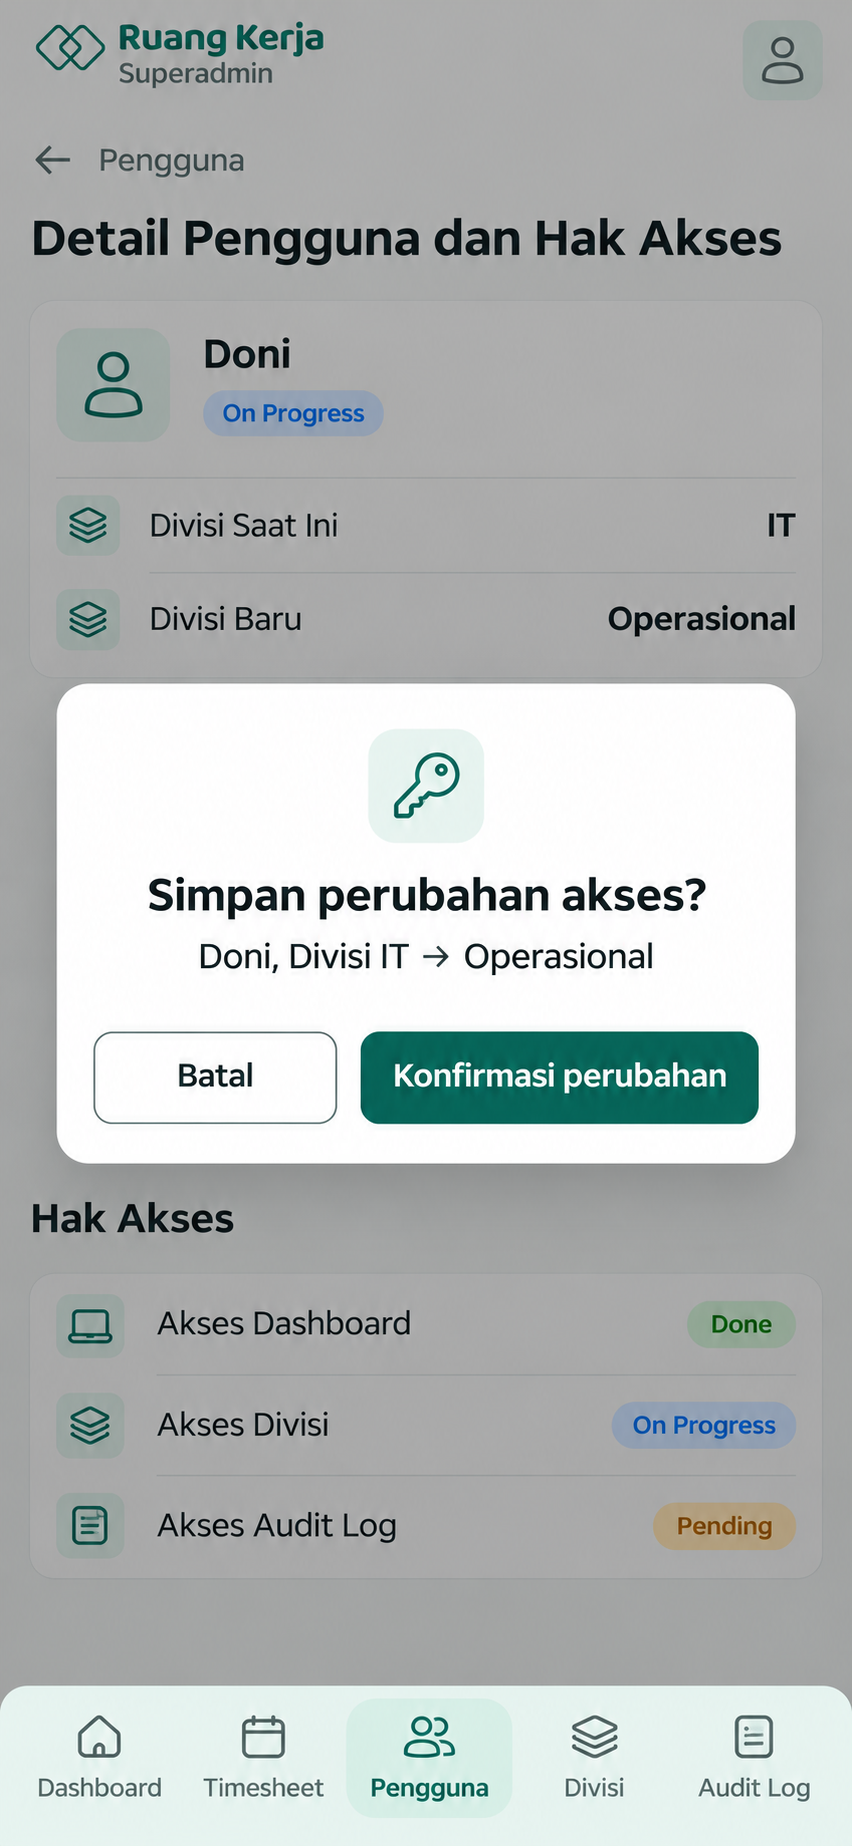 Ruang Kerja
Superadmin
← Pengguna
Detail Pengguna dan Hak Akses
Doni
On Progress
Divisi Saat Ini IT
Divisi Baru Operasional
Simpan perubahan akses?
Doni, Divisi IT → Operasional
Batal Konfirmasi perubahan
Hak Akses
Akses Dashboard Done
Akses Divisi On Progress
Akses Audit Log Pending
Dashboard Timesheet Pengguna Divisi Audit Log